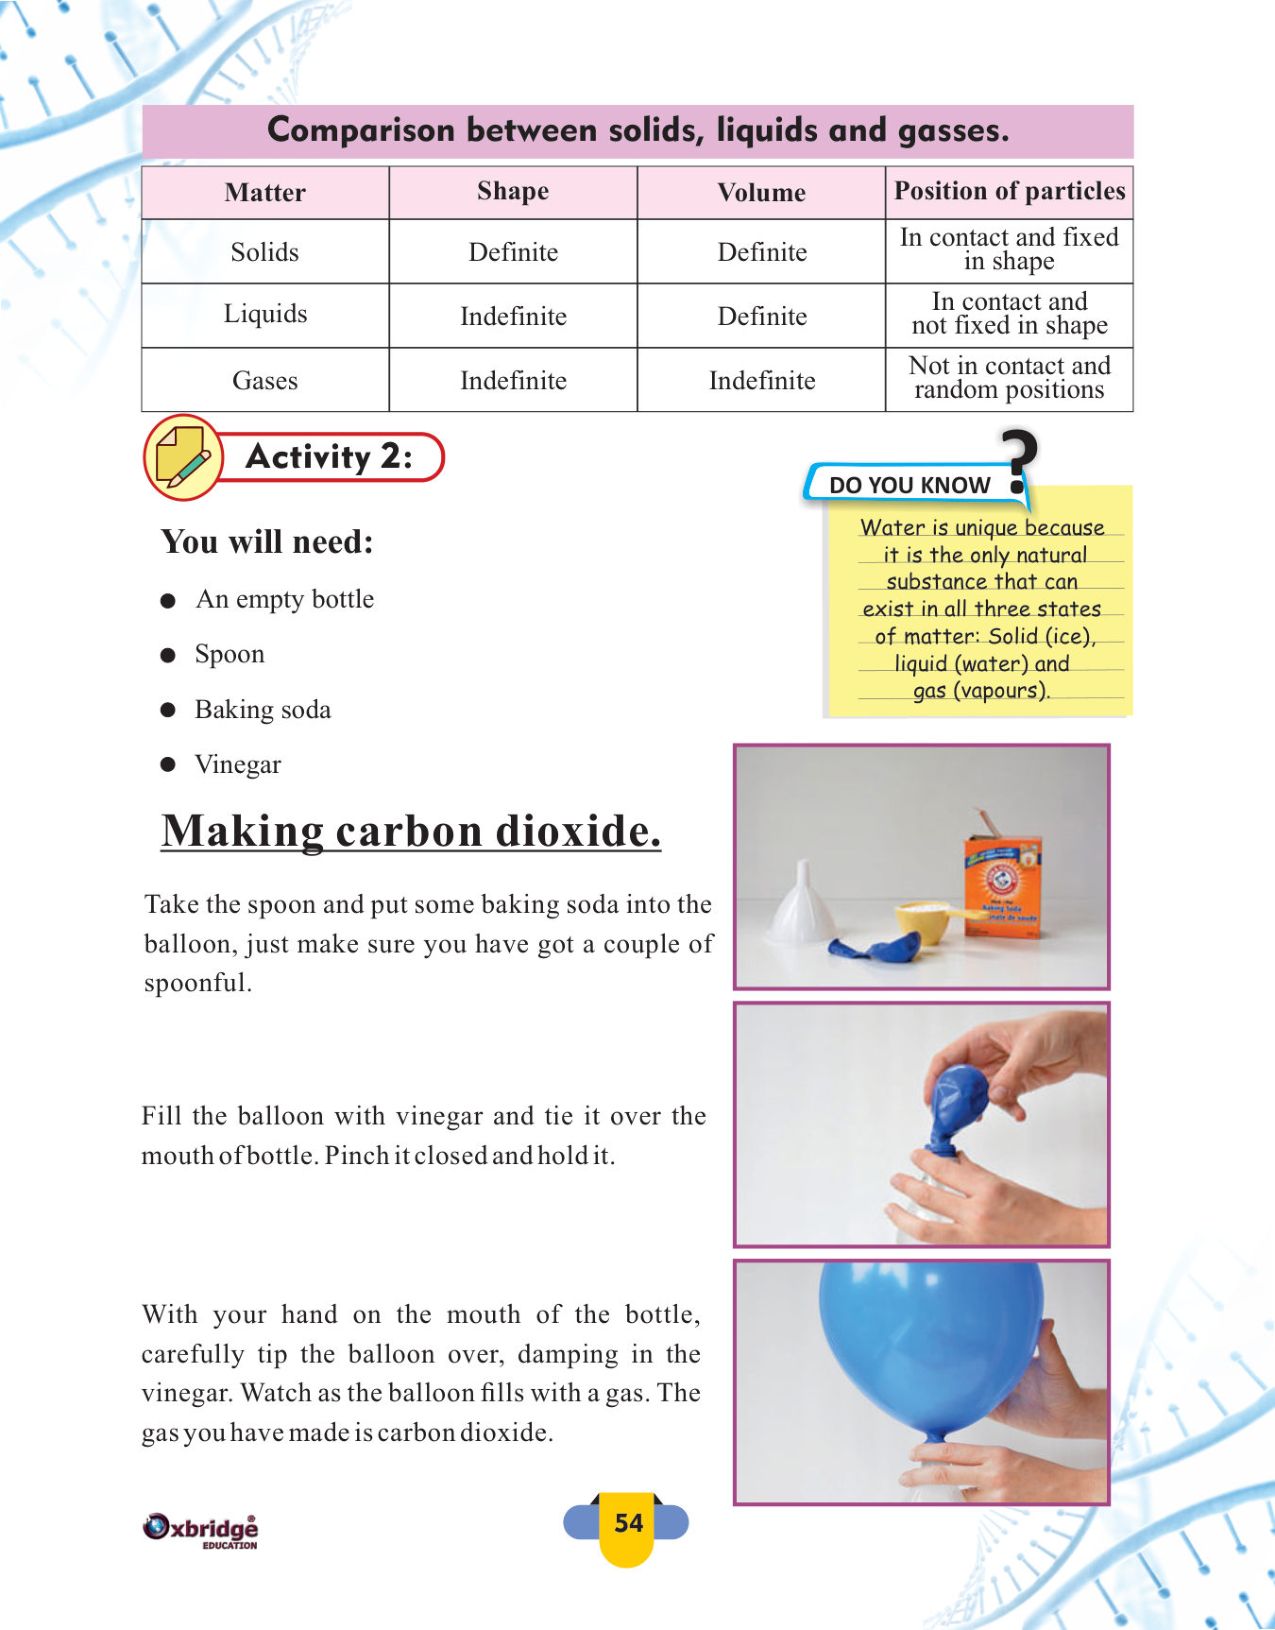 Comparison between solids, liquids and gasses.
Matter Shape Volume Position of particles
Solids Definite Definite In contact and fixed
in shape
Liquids Indefinite Definite In contact and
not fixed in shape
Gases Indefinite Indefinite Not in contact and
random positions
Activity 2:
DO YOU KNOW ?
Water is unique because
it is the only natural
substance that can
exist in all three states
of matter: Solid (ice),
liquid (water) and
gas (vapours).
You will need:
An empty bottle
Spoon
Baking soda
Vinegar
Making carbon dioxide.
Take the spoon and put some baking soda into the
balloon, just make sure you have got a couple of
spoonful.
Baking Soda
Fill the balloon with vinegar and tie it over the
mouth of bottle. Pinch it closed and hold it.
With your hand on the mouth of the bottle,
carefully tip the balloon over, damping in the
vinegar. Watch as the balloon fills with a gas. The
gas you have made is carbon dioxide.
Oxbridge®
EDUCATION
54